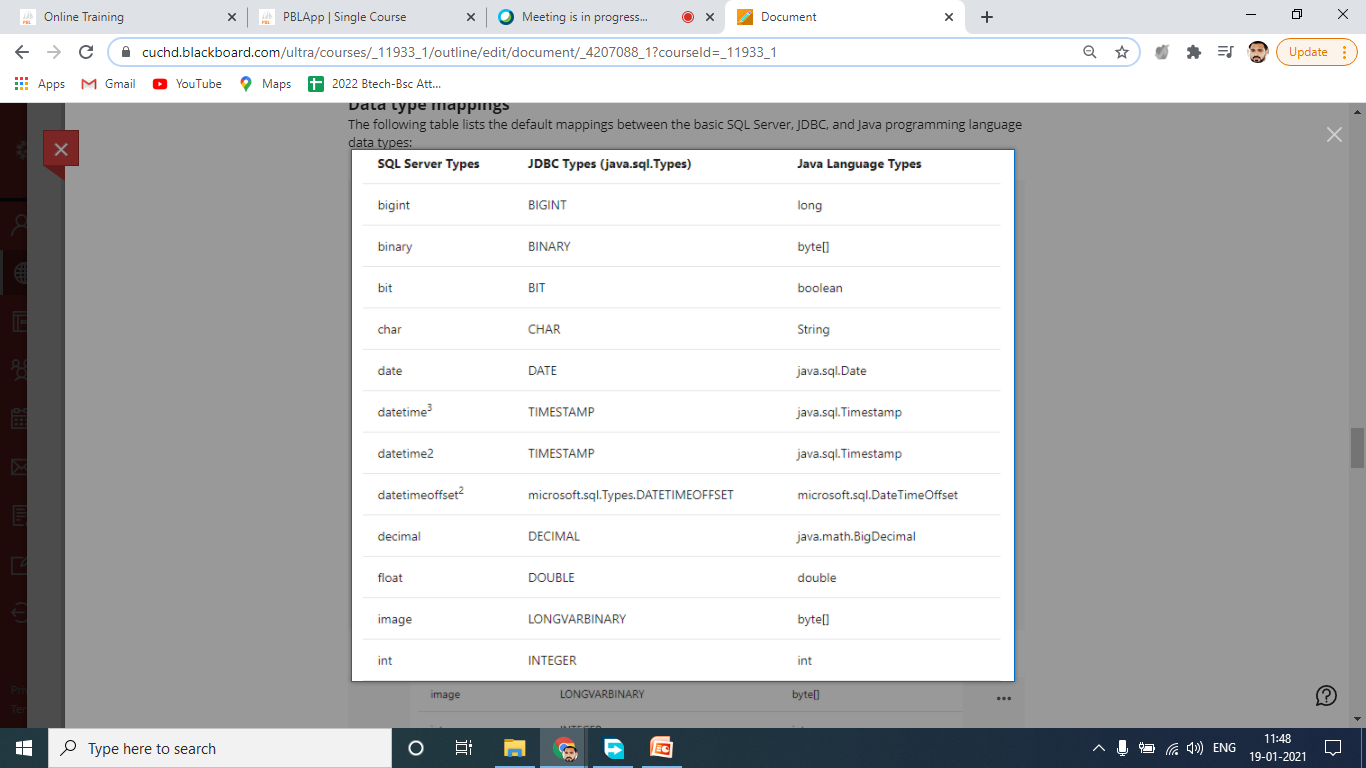 Online Training
PBLApp | Single Course
Meeting is in progress...
Document
cuchd.blackboard.com/ultra/courses/_11933_1/outline/edit/document/_4207088_1?courseId=_11933_1
Update
Apps
Gmail
YouTube
Maps
2022 Btech-Bsc Att...
Data type mappings
The following table lists the default mappings between the basic SQL Server, JDBC, and Java programming language
data types:
SQL Server Types JDBC Types (java.sql.Types) Java Language Types
bigint BIGINT long
binary BINARY byte[]
bit BIT boolean
char CHAR String
date DATE java.sql.Date
datetime3 TIMESTAMP java.sql.Timestamp
datetime2 TIMESTAMP java.sql.Timestamp
datetimeoffset2 microsoft.sql.Types.DATETIMEOFFSET microsoft.sql.DateTimeOffset
decimal DECIMAL java.math.BigDecimal
float DOUBLE double
image LONGVARBINARY byte[]
int INTEGER int
image LONGVARBINARY byte[]
Type here to search
ENG
11:48
19-01-2021